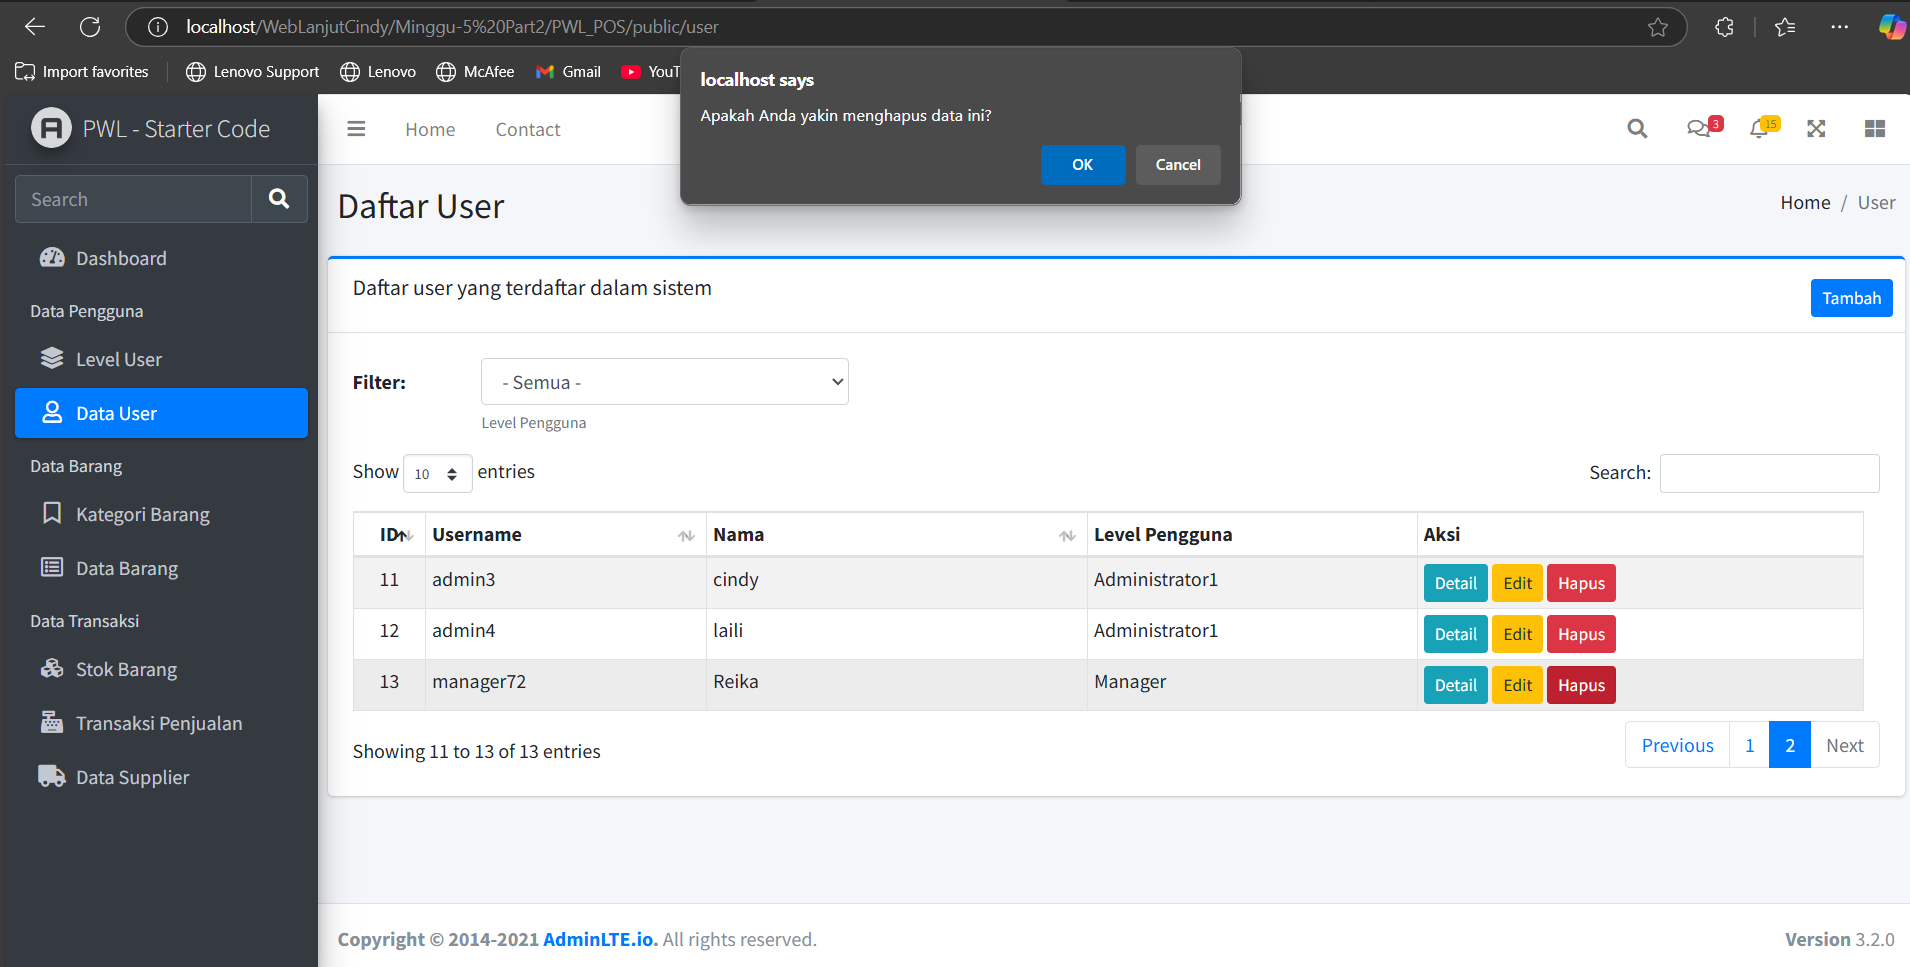 localhost/WebLanjutCindy/Minggu-5%20Part2/PWL_POS/public/user
Import favorites Lenovo Support Lenovo McAfee Gmail
localhost says
Apakah Anda yakin menghapus data ini?
OK Cancel
PWL - Starter Code
Home Contact
3 15
Search
Daftar User
Home / User
Dashboard
Data Pengguna
Level User
Data User
Data Barang
Kategori Barang
Data Barang
Data Transaksi
Stok Barang
Transaksi Penjualan
Data Supplier
Daftar user yang terdaftar dalam sistem
Tambah
Filter: - Semua -
Level Pengguna
Show 10 entries
Search:
ID Username Nama Level Pengguna Aksi
11 admin3 cindy Administrator1 Detail Edit Hapus
12 admin4 laili Administrator1 Detail Edit Hapus
13 manager72 Reika Manager Detail Edit Hapus
Showing 11 to 13 of 13 entries
Previous 1 2 Next
Copyright © 2014-2021 AdminLTE.io. All rights reserved.
Version 3.2.0